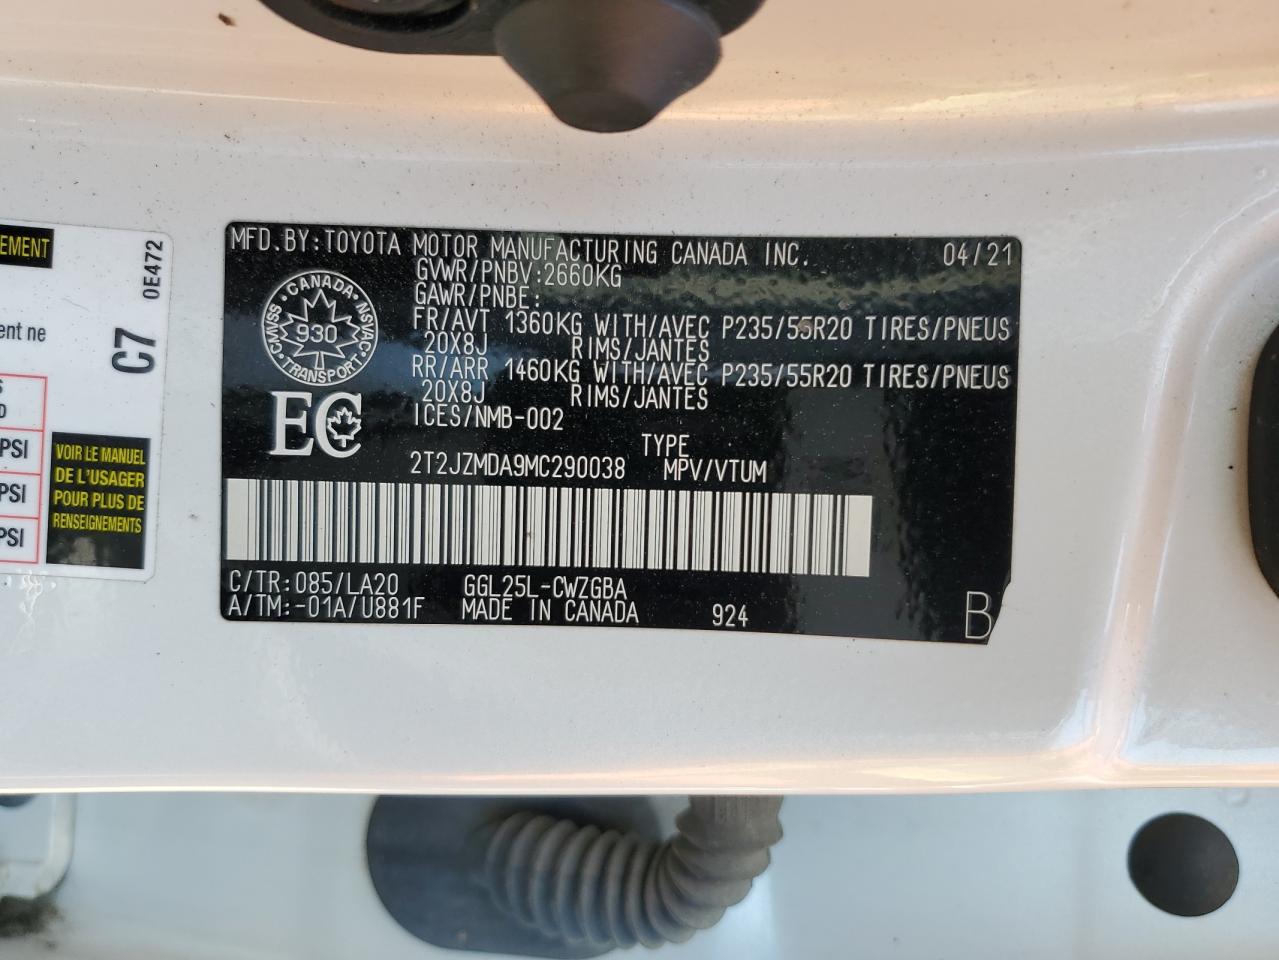 MFD.BY:TOYOTA MOTOR MANUFACTURING CANADA INC. 04/21
GVWR/PNBV:2660KG
GAWR/PNBE:
FR/AVT 1360KG WITH/AVEC P235/55R20 TIRES/PNEUS
20X8J RIMS/JANTES
RR/ARR 1460KG WITH/AVEC P235/55R20 TIRES/PNEUS
20X8J RIMS/JANTES
ICES/NMB-002
CANADA
CMVSS NSVAC
930
TRANSPORT
EC
TYPE
2T2JZMDA9MC290038 MPV/VTUM
C/TR:085/LA20 GGL25L-CWZGBA
A/TM:-01A/U881F MADE IN CANADA 924
B
EMENT
ent ne
S
D
PSI
PSI
PSI
C7
0E472
VOIR LE MANUEL
DE L'USAGER
POUR PLUS DE
RENSEIGNEMENTS